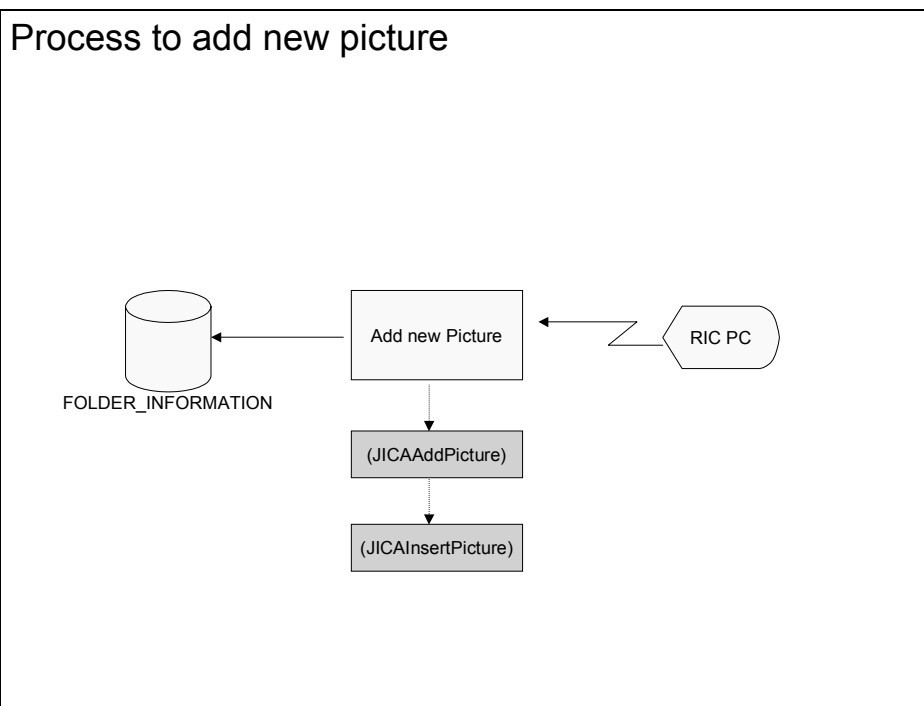 Process to add new picture
Add new Picture
RIC PC
FOLDER_INFORMATION
(JICAAddPicture)
(JICAInsertPicture)